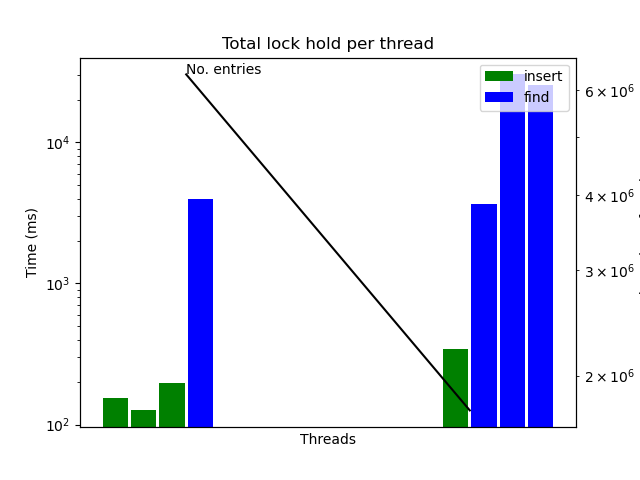 Total lock hold per thread
No. entries
insert
find
10⁴
10³
10²
Time (ms)
6 × 10⁶
4 × 10⁶
3 × 10⁶
2 × 10⁶
Threads